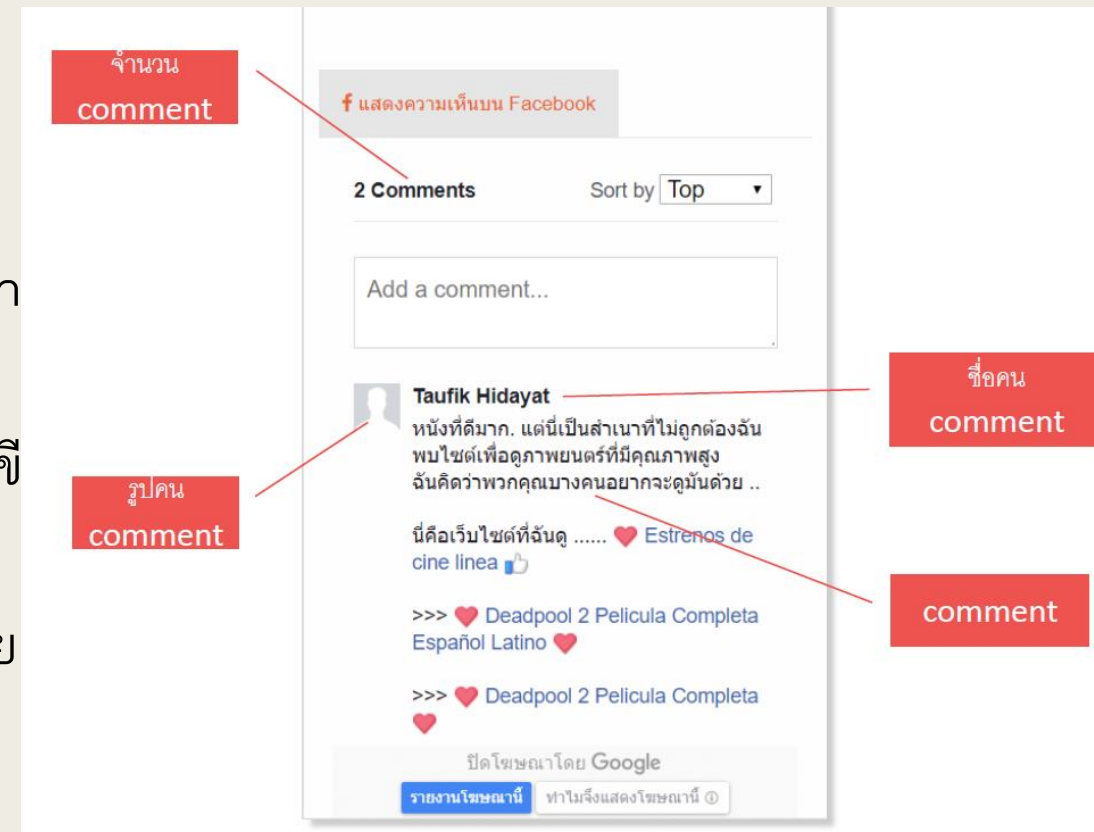 จำนวน
comment
แสดงความเห็นบน Facebook
2 Comments
Sort by Top
Add a comment...
Taufik Hidayat
หนังที่ดีมาก. แต่นี่เป็นสำเนาที่ไม่ถูกต้องฉัน
พบไซต์เพื่อดูภาพยนตร์ที่มีคุณภาพสูง
ฉันคิดว่าพวกคุณบางคนอยากจะดูมันด้วย ..
นี่คือเว็บไซต์ที่ฉันดู ...... ❤ Estrenos de
cine linea 👍
>>> ❤ Deadpool 2 Pelicula Completa
Español Latino ❤
>>> ❤ Deadpool 2 Pelicula Completa
❤
ปิดโฆษณาโดย Google
รายงานโฆษณานี้ ทำไมจึงแสดงโฆษณานี้
ชื่อคน
comment
รูปคน
comment
comment